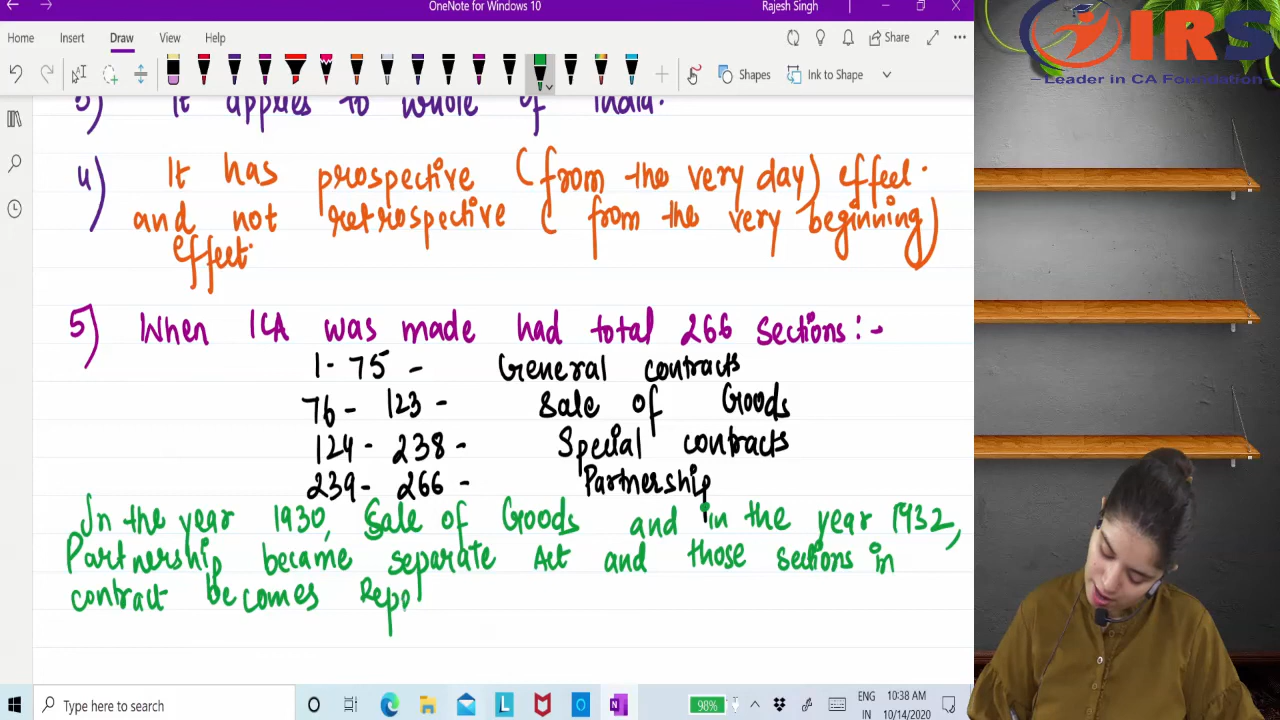 OneNote for Windows 10
Rajesh Singh
Home Insert Draw View Help
Share
Shapes
Ink to Shape
IRS
Leader in CA Foundation
3) It applies to whole of India.
4) It has prospective (from the very day) effect.
and not retrospective ( from the very beginning)
effect.
5) When ICA was made had total 266 sections :-
1 - 75 - General contracts
76 - 123 - Sale of Goods
124 - 238 - Special contracts
239 - 266 - Partnership
In the year 1930, Sale of Goods and in the year 1932,
Partnership became separate Act and those sections in
contract becomes Repp
Type here to search
98%
ENG
IN
10:38 AM
10/14/2020